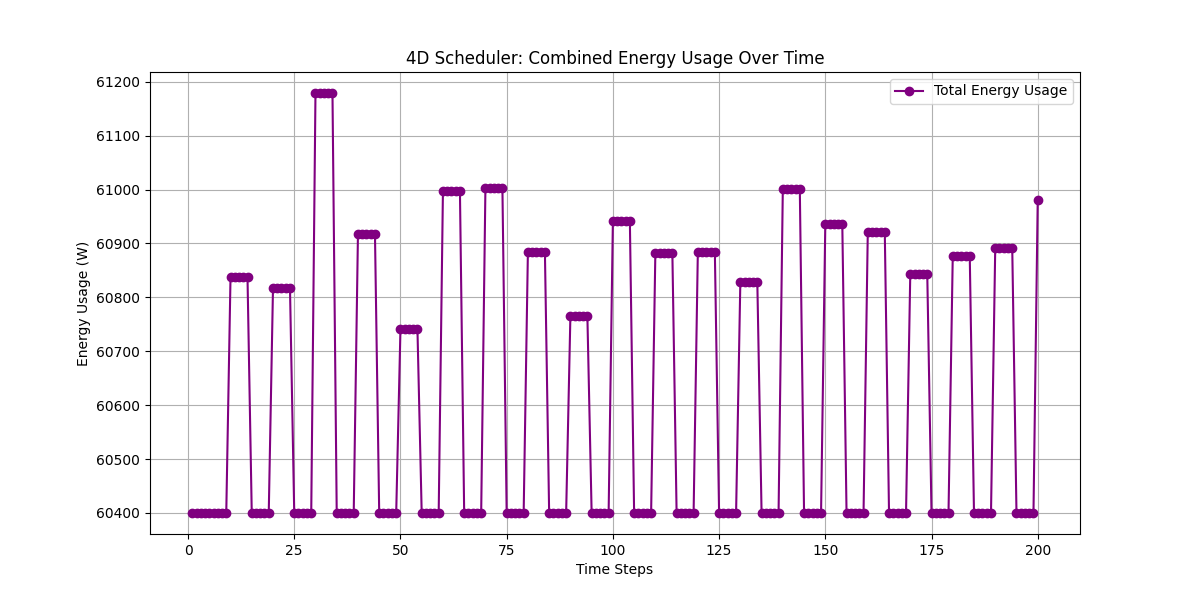 4D Scheduler: Combined Energy Usage Over Time
Total Energy Usage
Energy Usage (W)
61200
61100
61000
60900
60800
60700
60600
60500
60400
0 25 50 75 100 125 150 175 200
Time Steps